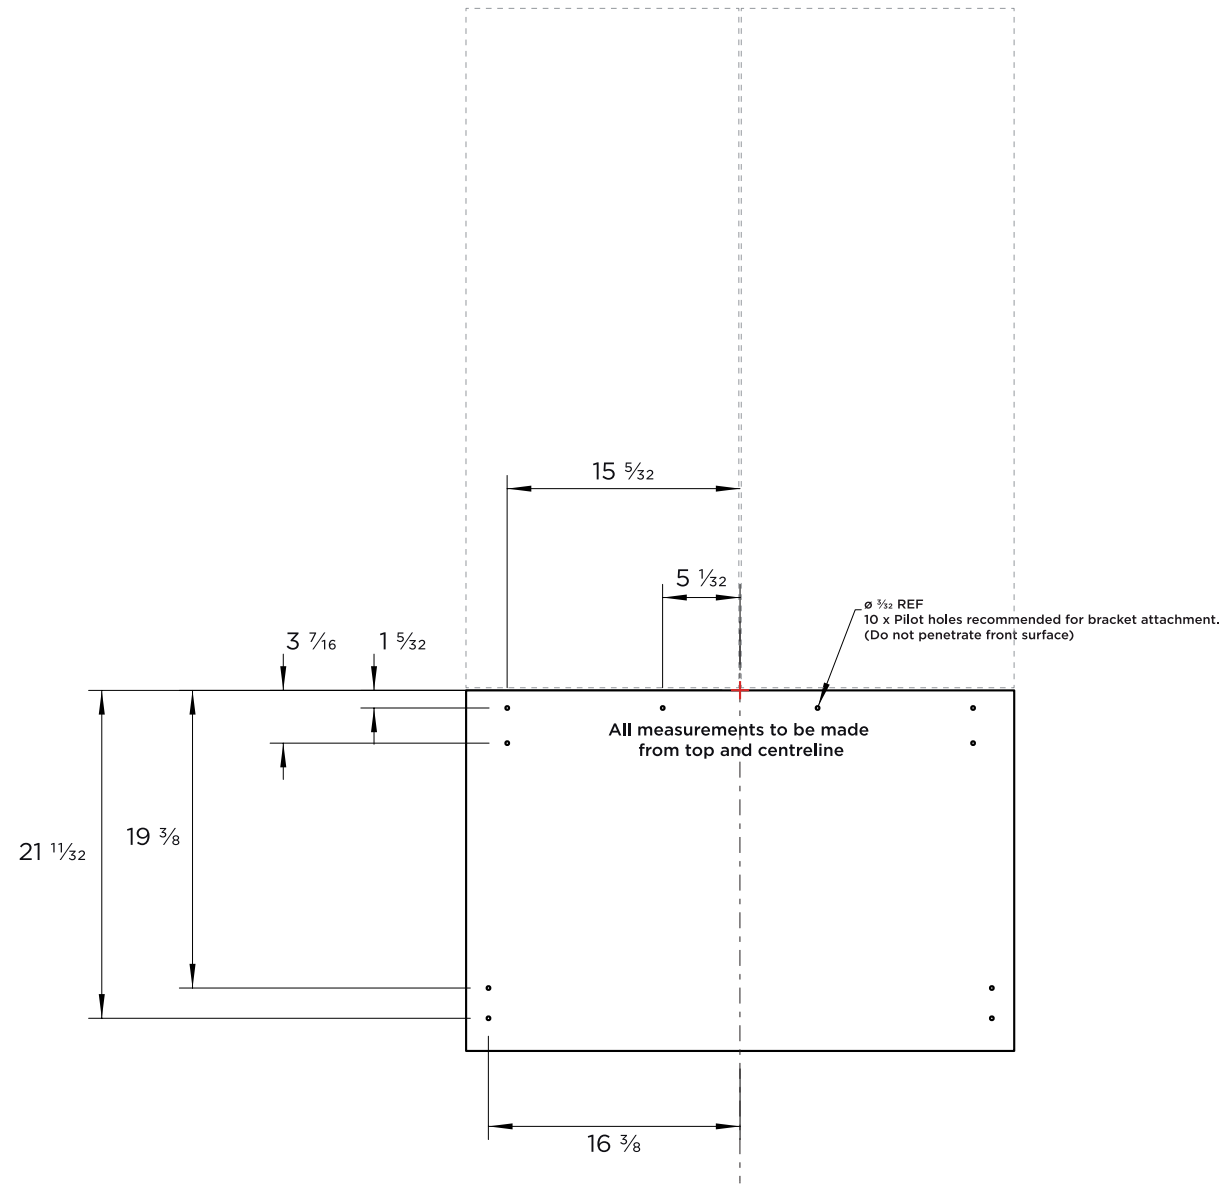 15 5/32
5 1/32
ø 3/32 REF
10 x Pilot holes recommended for bracket attachment.
(Do not penetrate front surface)
3 7/16
1 5/32
All measurements to be made
from top and centreline
19 3/8
21 11/32
16 3/8